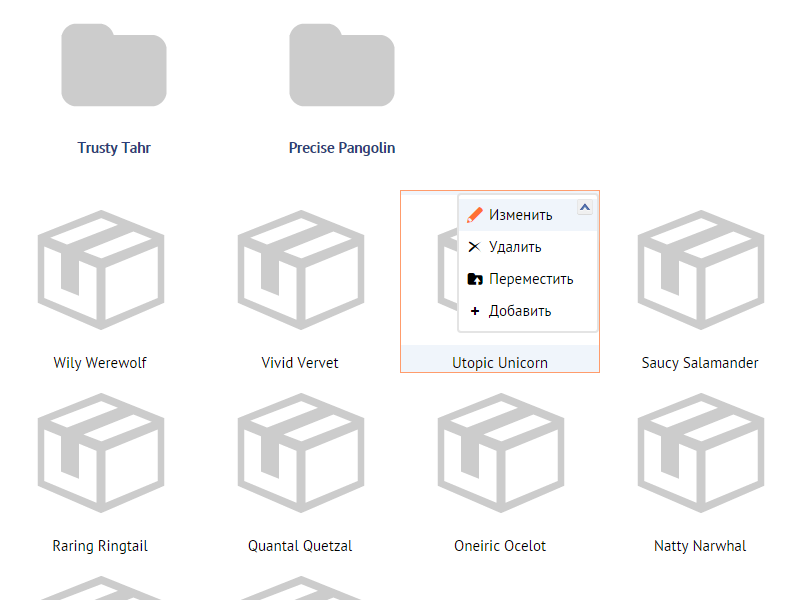 Trusty Tahr
Precise Pangolin
Изменить
Удалить
Переместить
Добавить
Wily Werewolf
Vivid Vervet
Utopic Unicorn
Saucy Salamander
Raring Ringtail
Quantal Quetzal
Oneiric Ocelot
Natty Narwhal